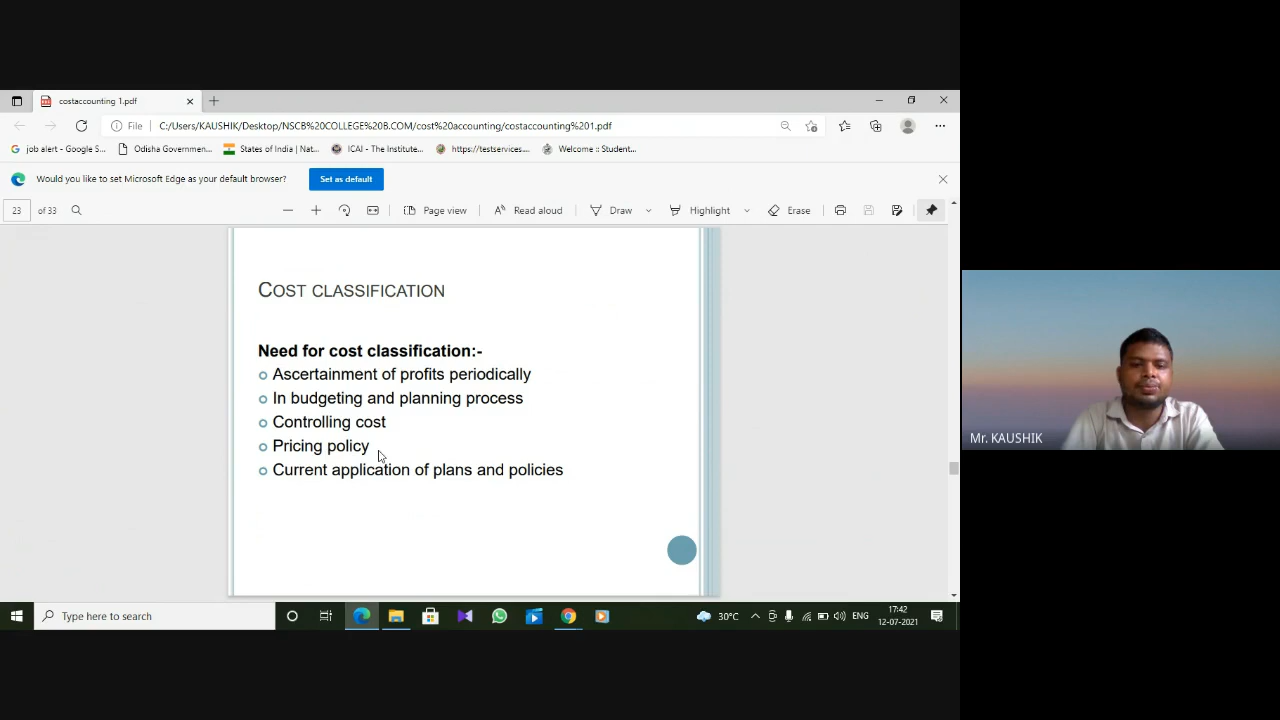 costaccounting 1.pdf
File
C:/Users/KAUSHIK/Desktop/NSCB%20COLLEGE%20B.COM/cost%20accounting/costaccounting%201.pdf
job alert - Google S...
Odisha Governmen...
States of India | Nat...
ICAI - The Institute...
https://testservices....
Welcome :: Student...
Would you like to set Microsoft Edge as your default browser?
Set as default
23 of 33
Page view
Read aloud
Draw
Highlight
Erase
COST CLASSIFICATION
Need for cost classification:-
Ascertainment of profits periodically
In budgeting and planning process
Controlling cost
Pricing policy
Current application of plans and policies
Mr. KAUSHIK
Type here to search
30°C
ENG
17:42
12-07-2021